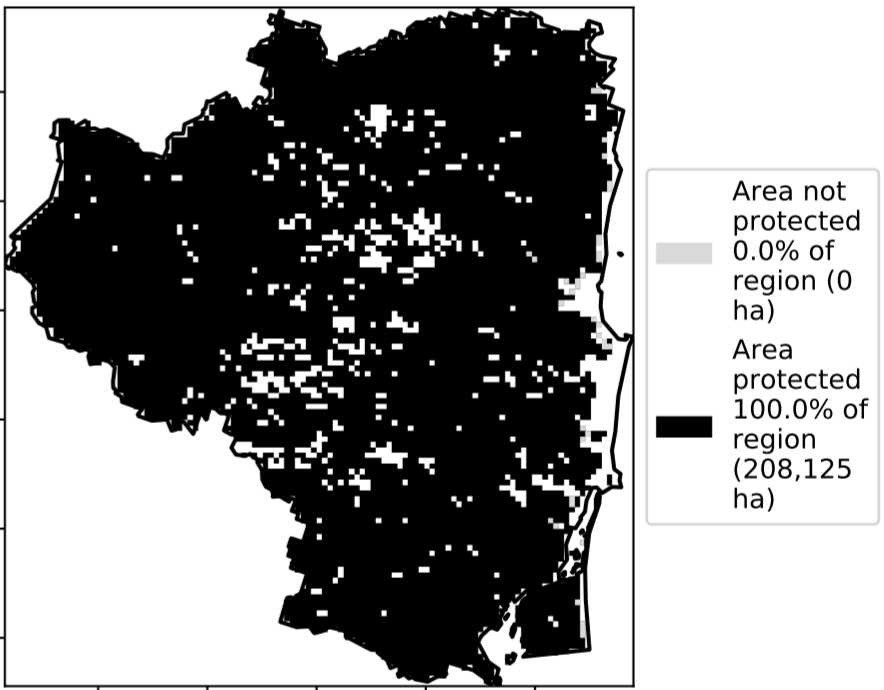 Area not
protected
0.0% of
region (0
ha)
Area
protected
100.0% of
region
(208,125
ha)